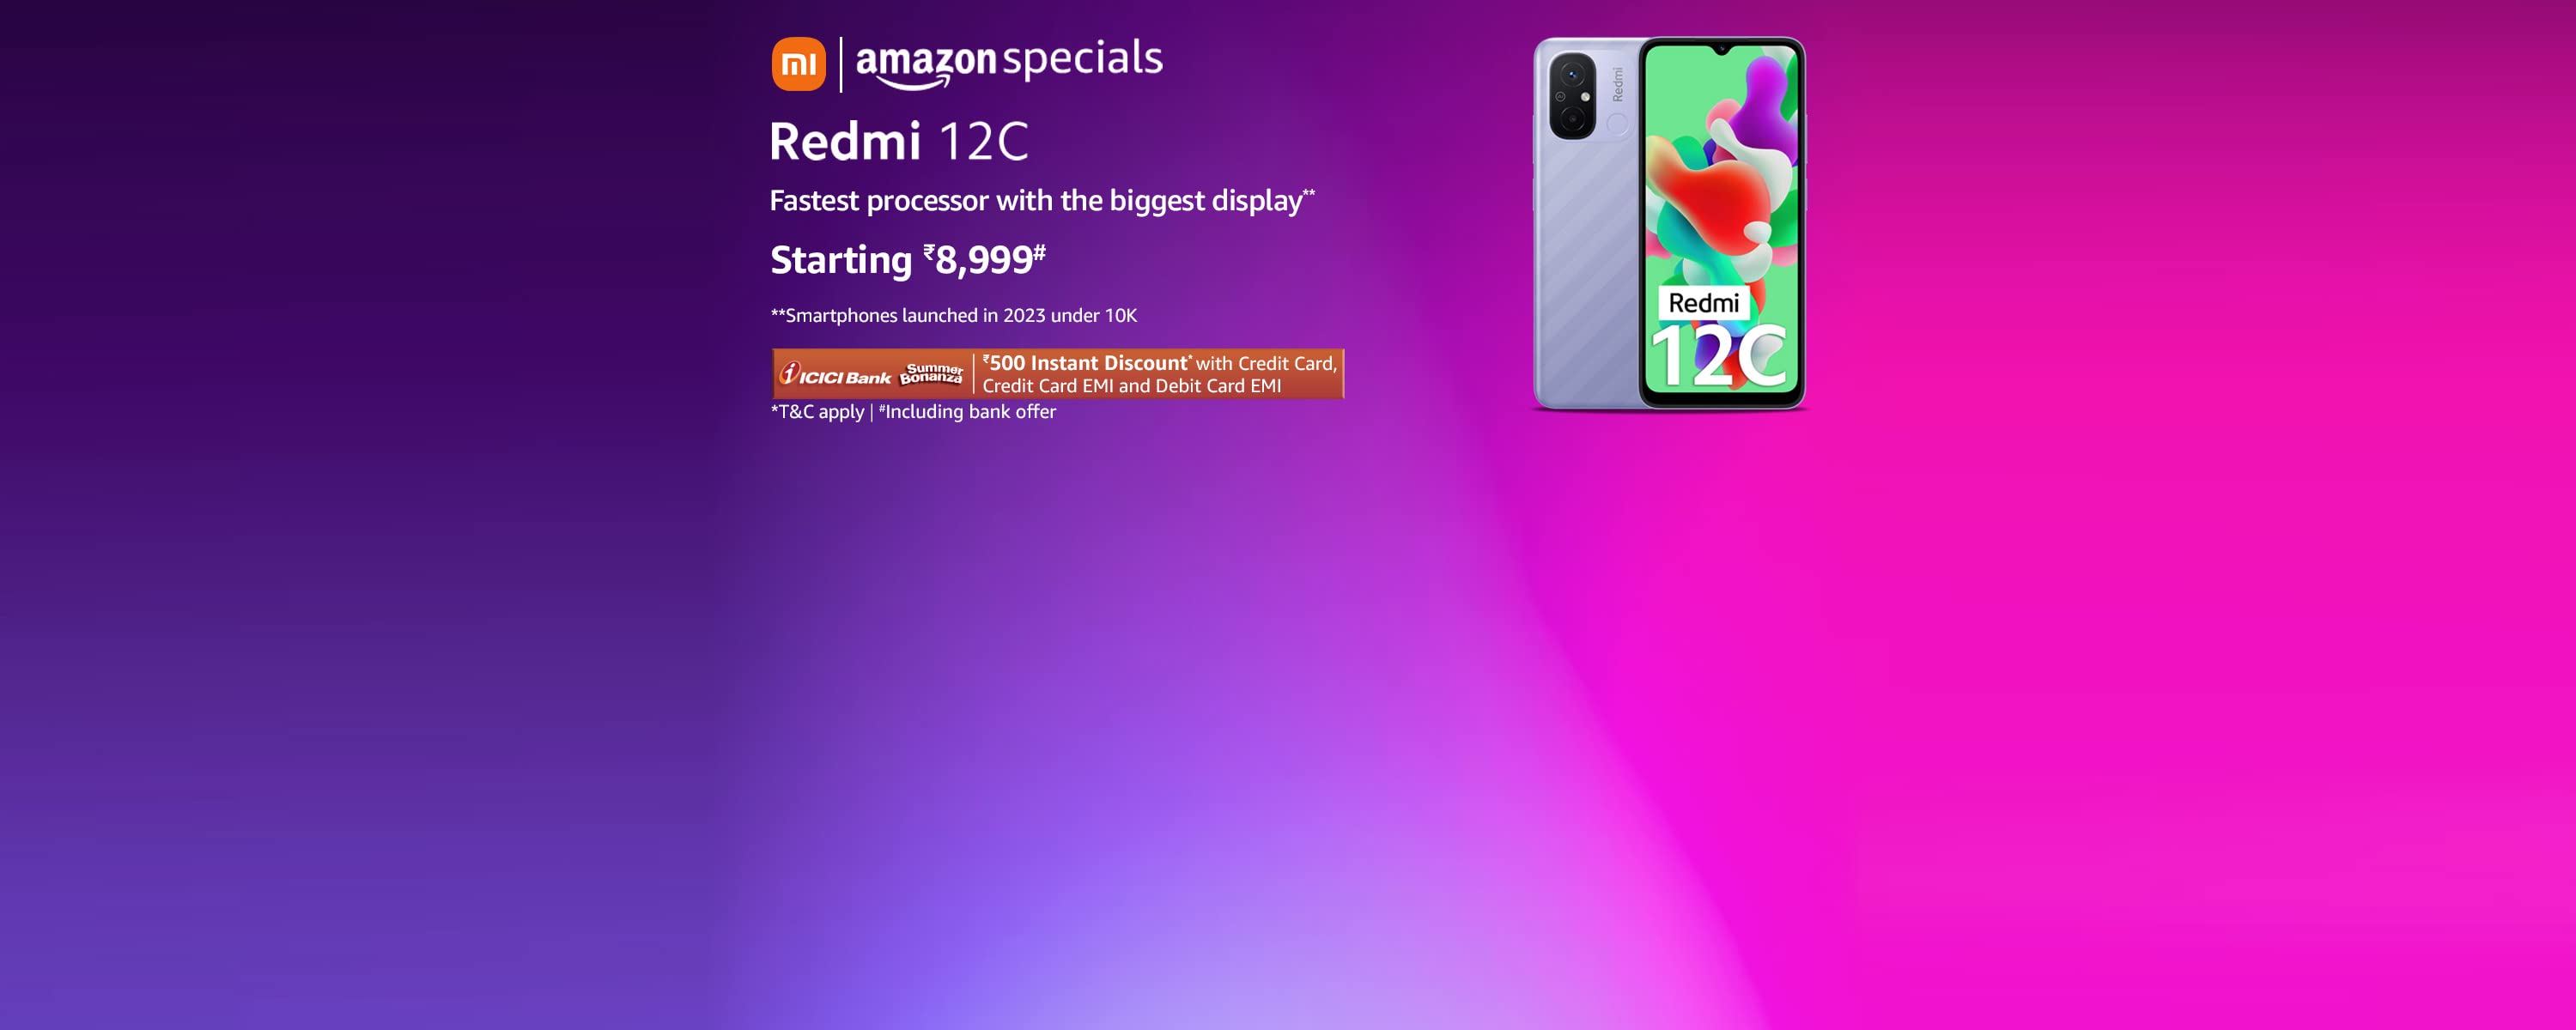 mi | amazon specials
Redmi 12C
Fastest processor with the biggest display**
Starting ₹8,999#
**Smartphones launched in 2023 under 10K
ICICI Bank Summer Bonanza | ₹500 Instant Discount* with Credit Card,
Credit Card EMI and Debit Card EMI
*T&C apply | #Including bank offer
Redmi
Redmi
12C